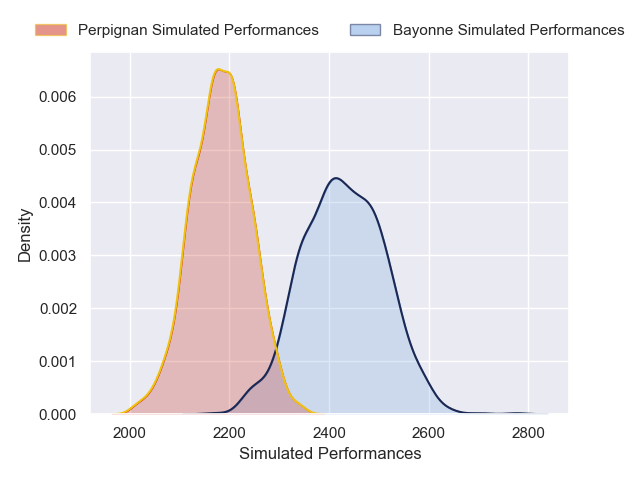 Perpignan Simulated Performances
Bayonne Simulated Performances
0.006
0.005
0.004
0.003
0.002
0.001
0.000
Density
2000 2200 2400 2600 2800
Simulated Performances